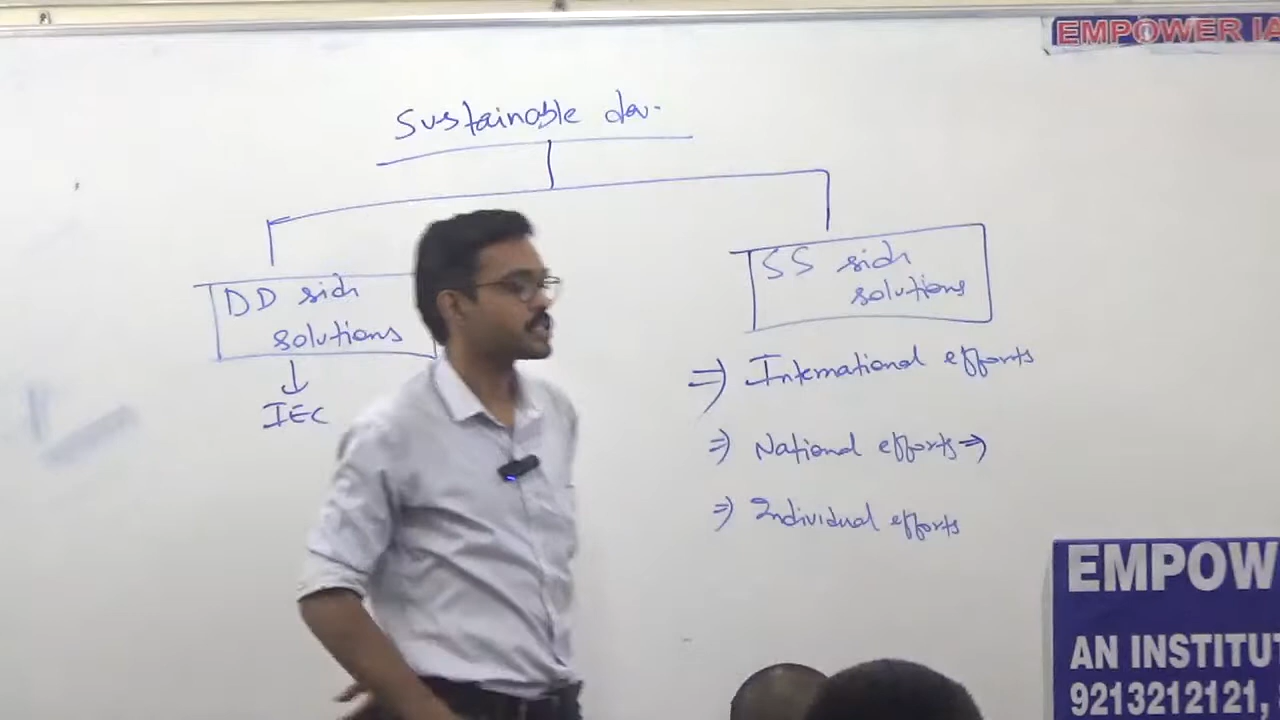 EMPOWER IA
Sustainable dev.
DD side
solutions
IEC
SS side
solutions
⇒ International efforts
⇒ National efforts →
⇒ Individual efforts
EMPOW
AN INSTITUT
9213212121,